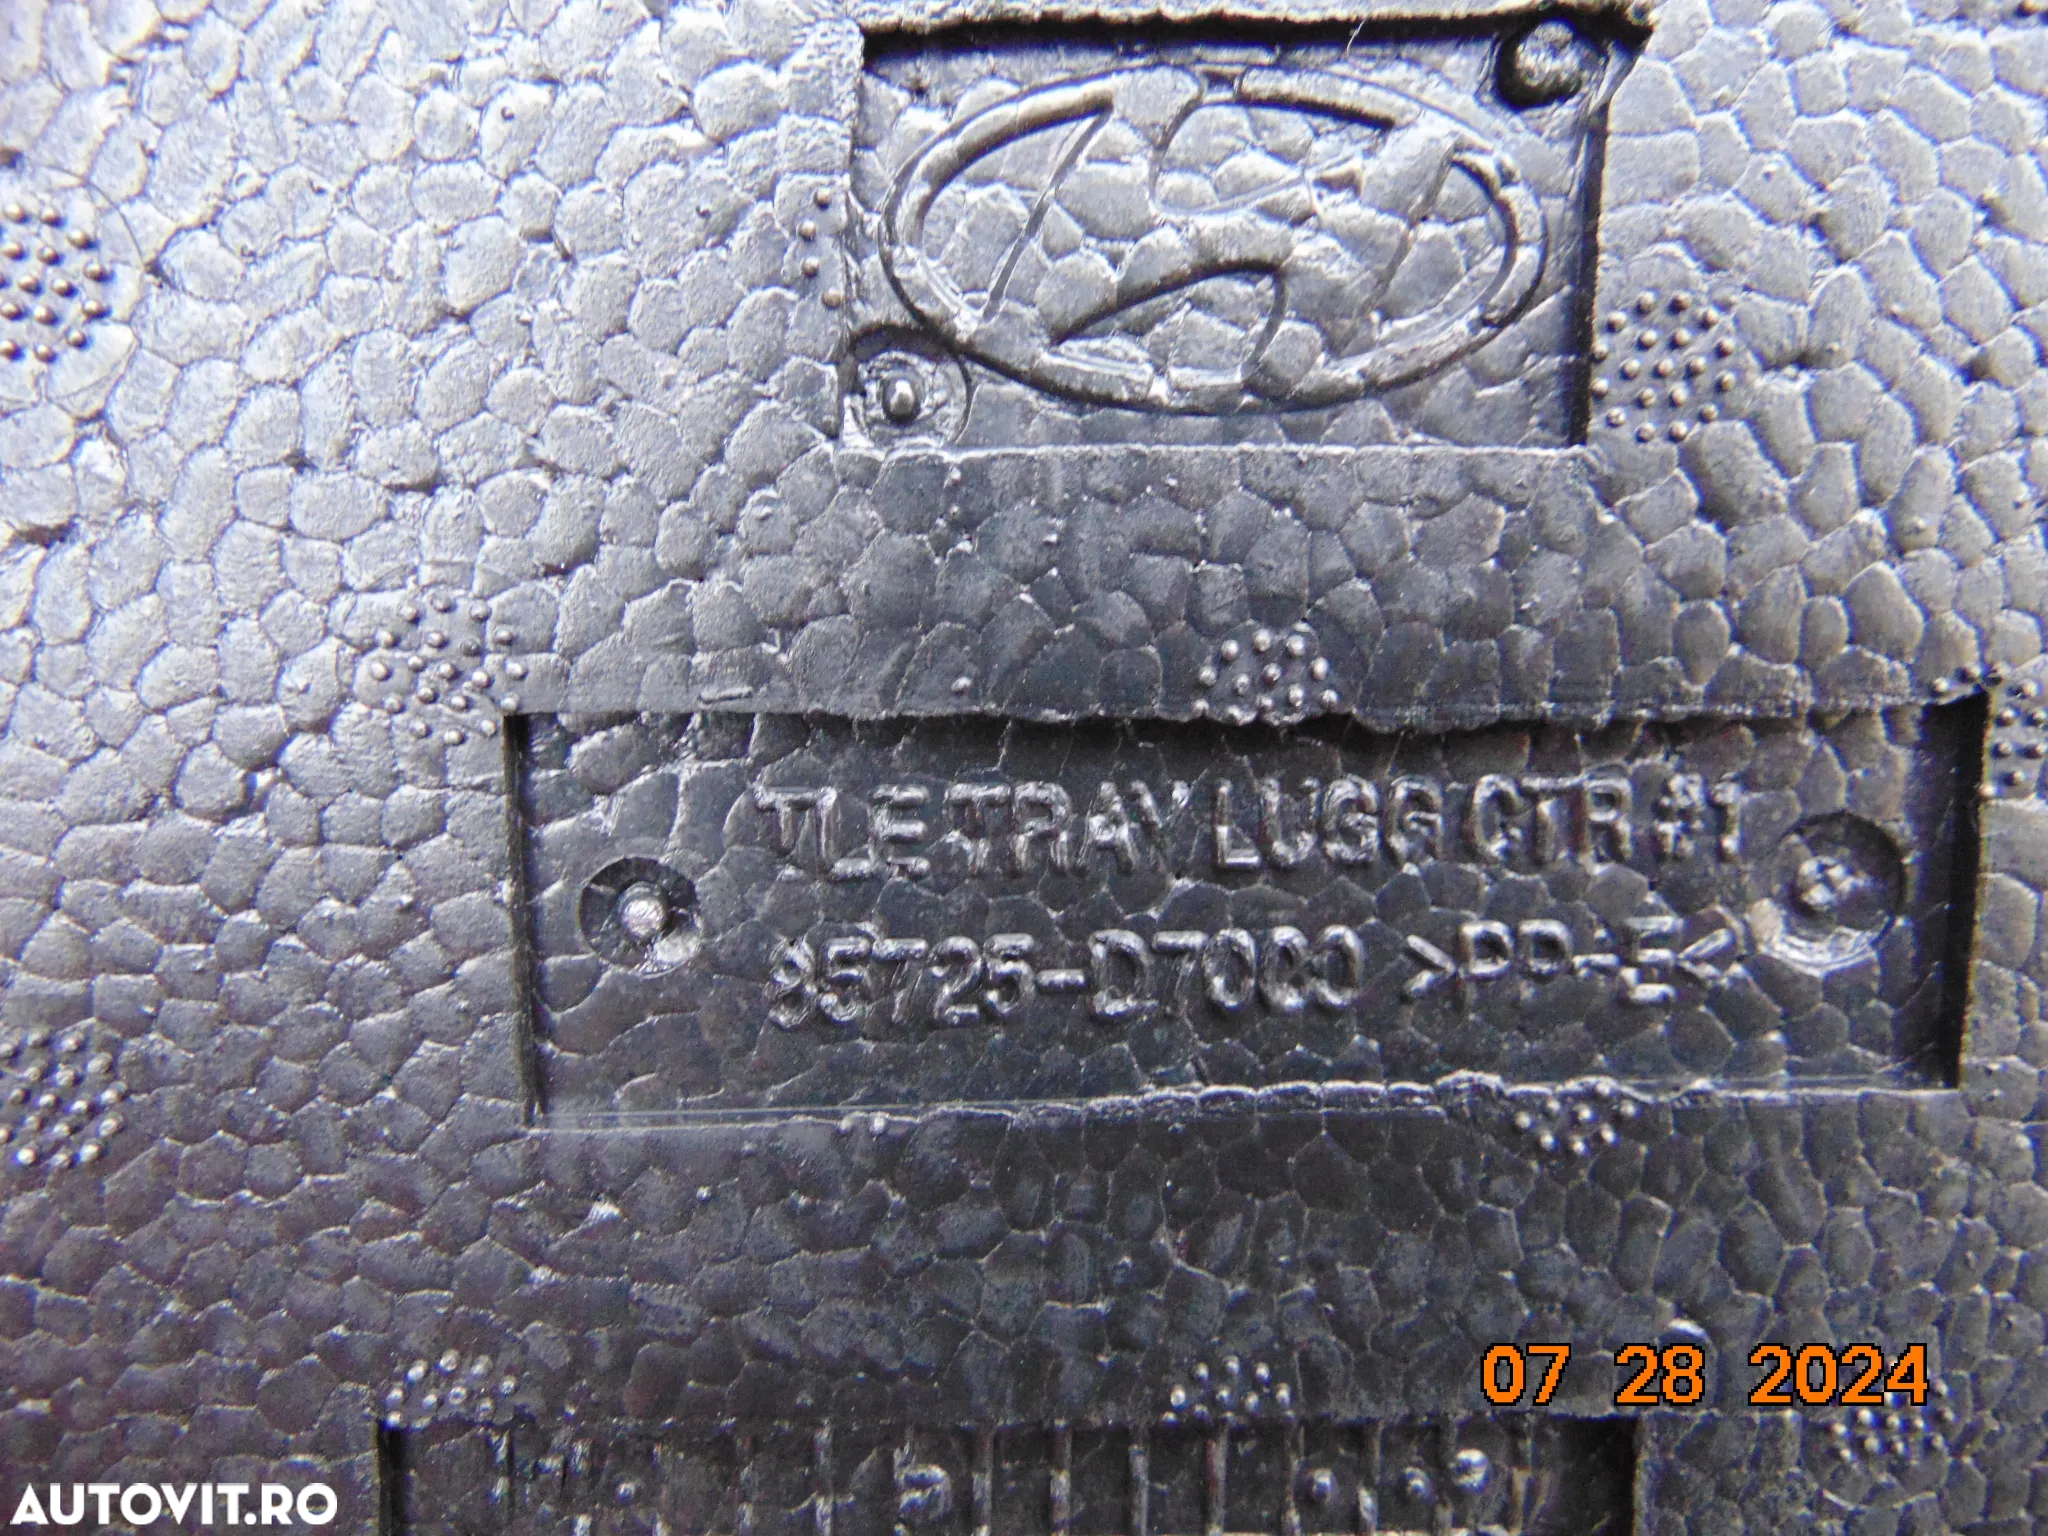 TLE TRAY LUGG CTR #1
85725-D7000 >PP-E<
07 28 2024
AUTOVIT.RO